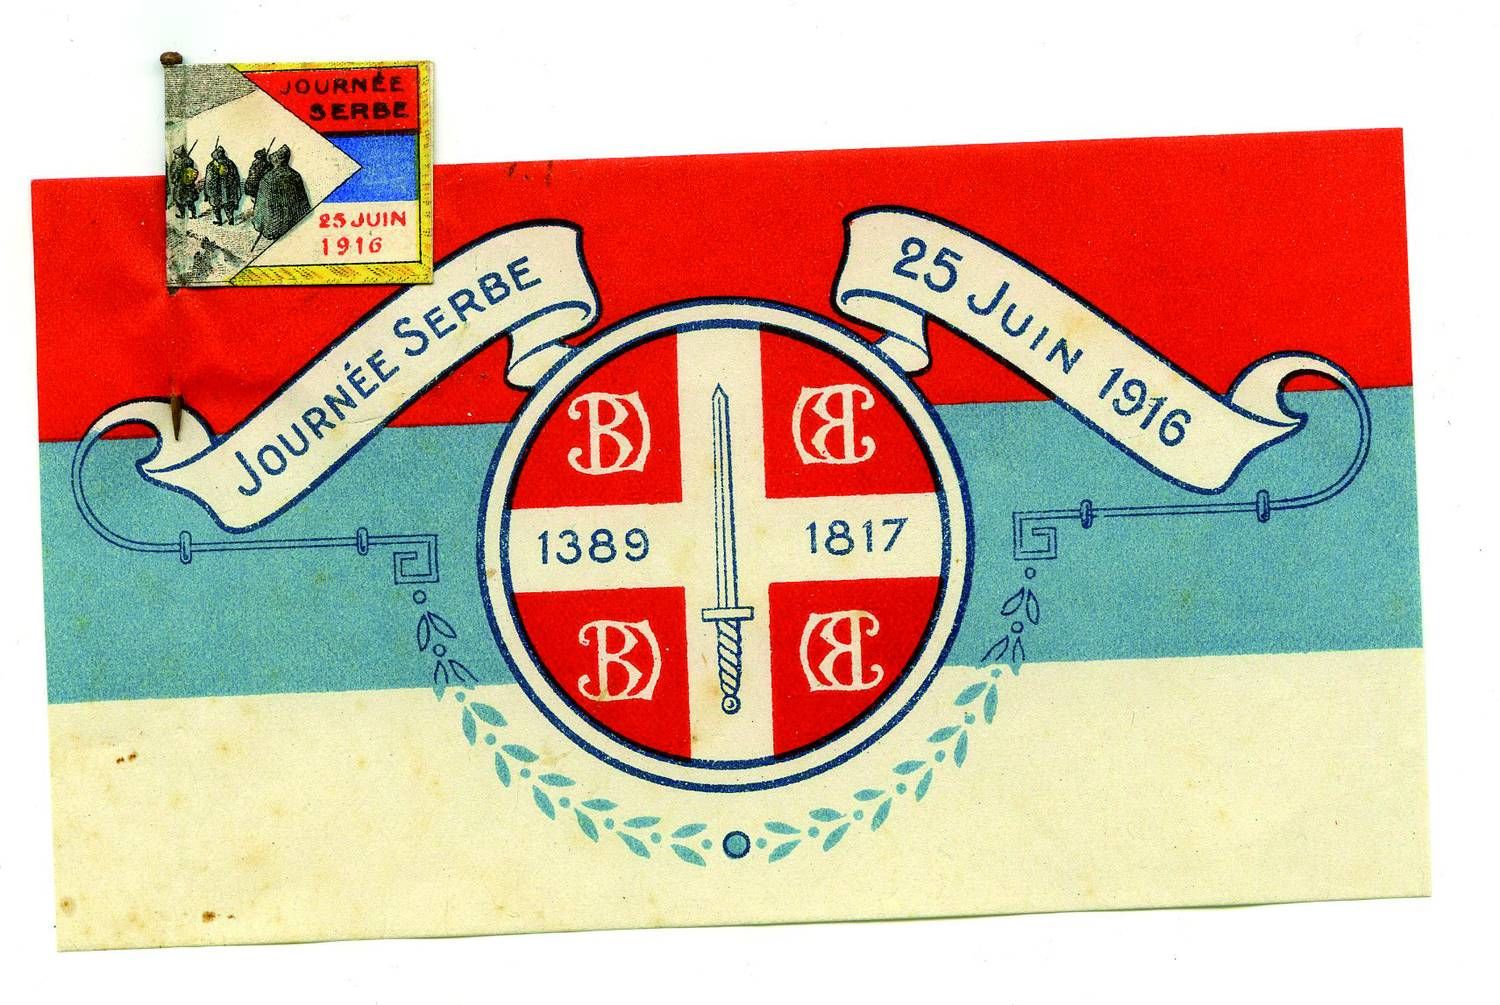 JOURNÉE
SERBE
25 JUIN
1916
JOURNÉE SERBE
25 JUIN 1916
1389
1817